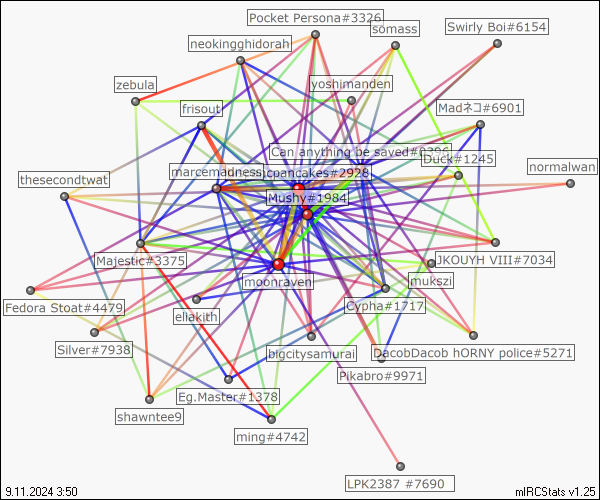 Pocket Persona#3326
somass
Swirly Boi#6154
neokingghidorah
zebula
yoshimanden
Madネコ#6901
frisout
Can anything be saved#0396
Duck#1245
normalwan
marcemadness
pancakes#2928
thesecondtwat
Mushy#1984
Majestic#3375
JKOUYH VIII#7034
moonraven
mukszi
Fedora Stoat#4479
eliakith
Cypha#1717
Silver#7938
bigcitysamurai
DacobDacob hORNY police#5271
Pikabro#9971
Eg.Master#1378
shawntee9
ming#4742
LPK2387 #7690
9.11.2024 3:50
mIRCStats v1.25